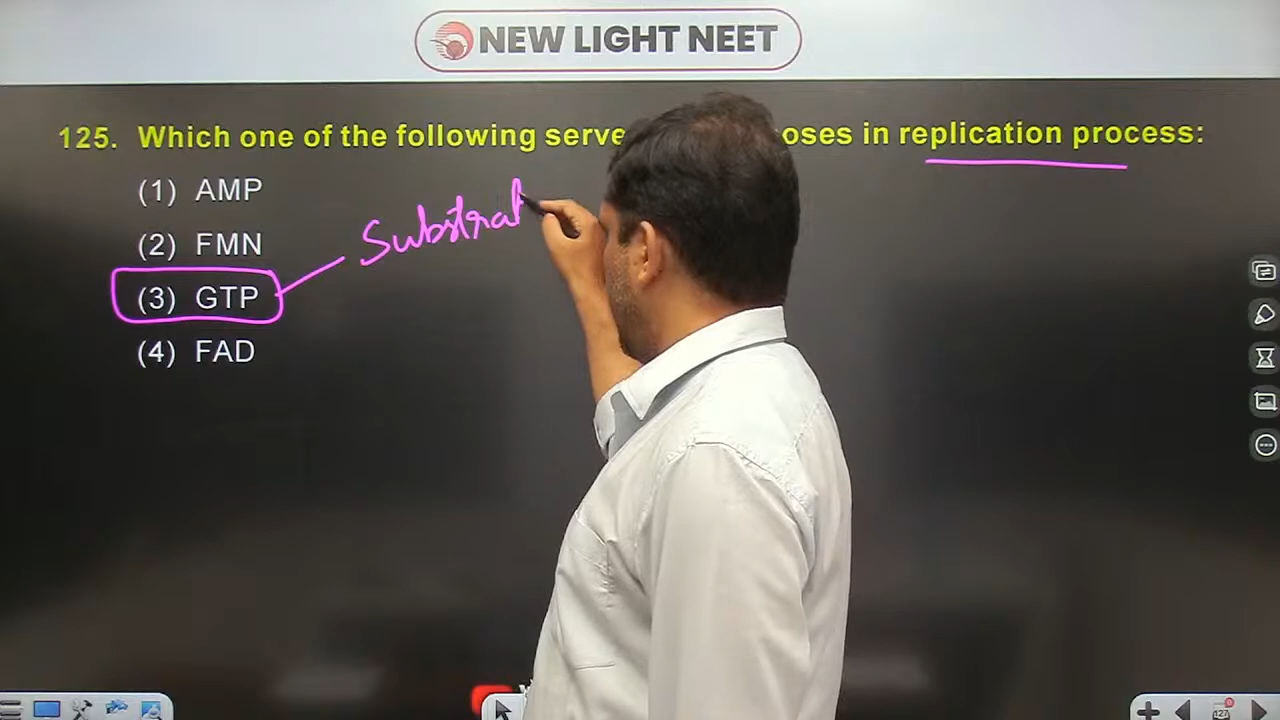 NEW LIGHT NEET
125. Which one of the following serve oses in replication process:
(1) AMP
Substrat
(2) FMN
(3) GTP
(4) FAD